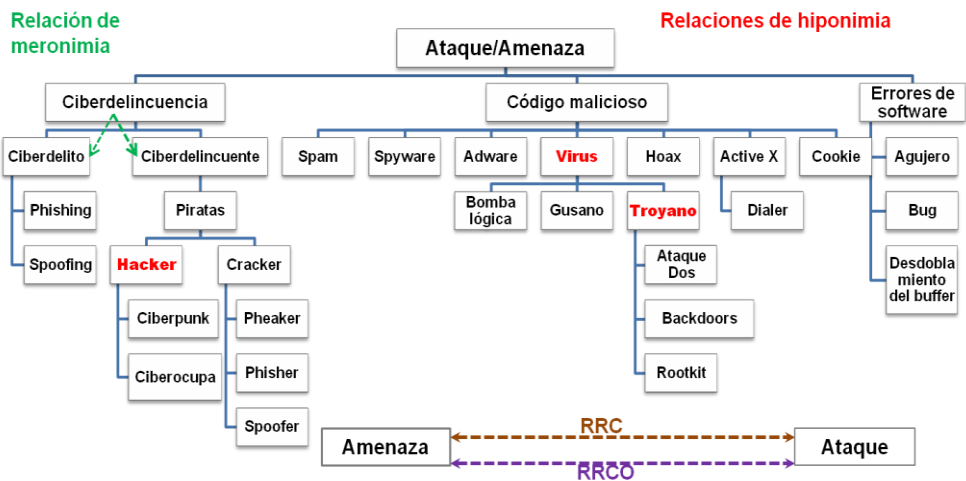 Relación de
meronimia
Relaciones de hiponimia
Ataque/Amenaza
Ciberdelincuencia
Código malicioso
Errores de
software
Ciberdelito
Ciberdelincuente
Spam
Spyware
Adware
Virus
Hoax
Active X
Cookie
Agujero
Phishing
Piratas
Bomba
lógica
Gusano
Troyano
Dialer
Bug
Spoofing
Hacker
Cracker
Ataque
Dos
Desdobla
miento
del buffer
Ciberpunk
Pheaker
Backdoors
Ciberocupa
Phisher
Rootkit
Spoofer
RRC
Amenaza
Ataque
RRCO